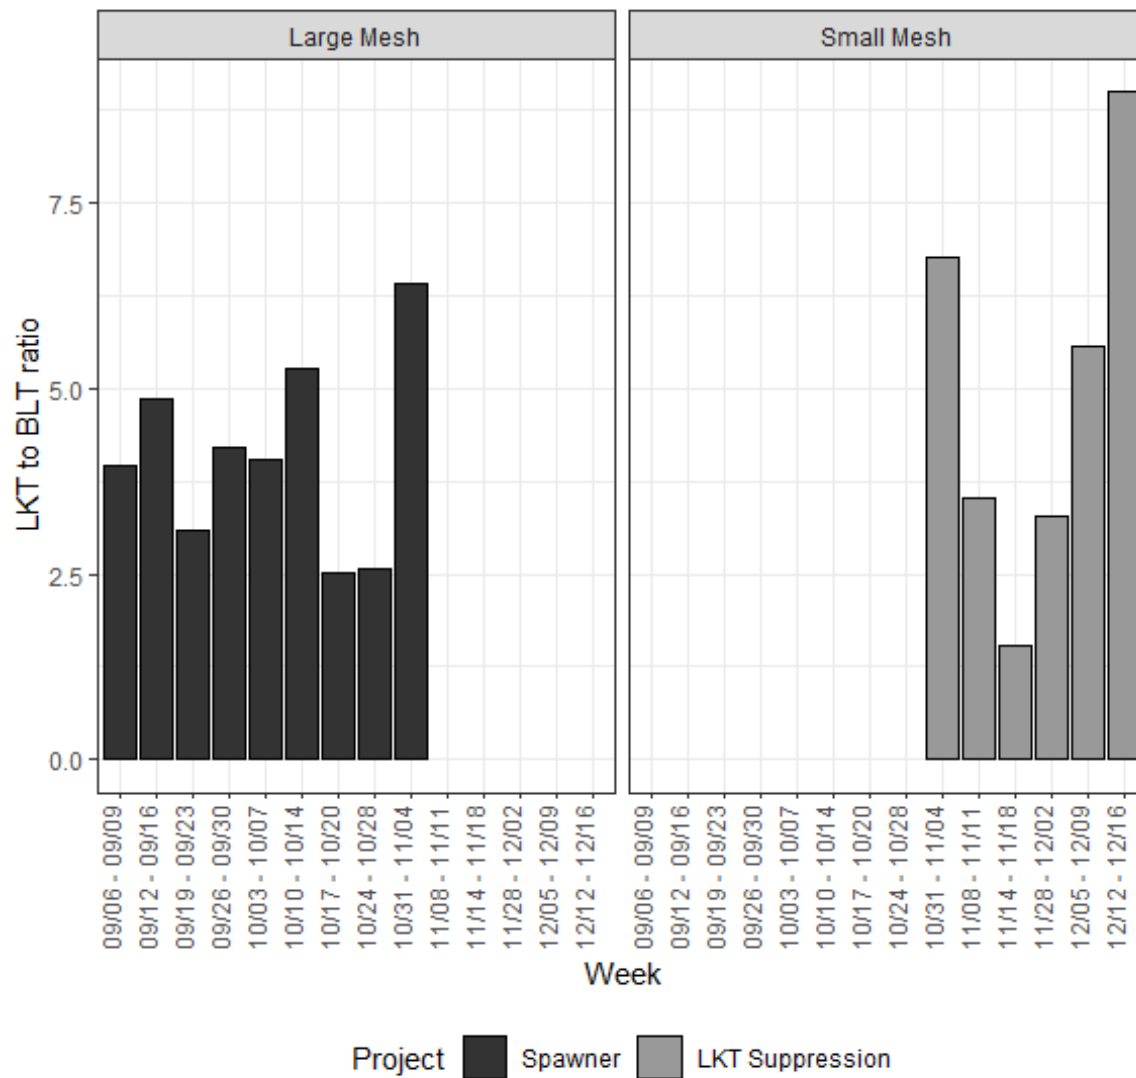 Large Mesh
Small Mesh
LKT to BLT ratio
7.5
5.0
2.5
0.0
09/06 - 09/09
09/12 - 09/16
09/19 - 09/23
09/26 - 09/30
10/03 - 10/07
10/10 - 10/14
10/17 - 10/20
10/24 - 10/28
10/31 - 11/04
11/08 - 11/11
11/14 - 11/18
11/28 - 12/02
12/05 - 12/09
12/12 - 12/16
09/06 - 09/09
09/12 - 09/16
09/19 - 09/23
09/26 - 09/30
10/03 - 10/07
10/10 - 10/14
10/17 - 10/20
10/24 - 10/28
10/31 - 11/04
11/08 - 11/11
11/14 - 11/18
11/28 - 12/02
12/05 - 12/09
12/12 - 12/16
Week
Project Spawner LKT Suppression